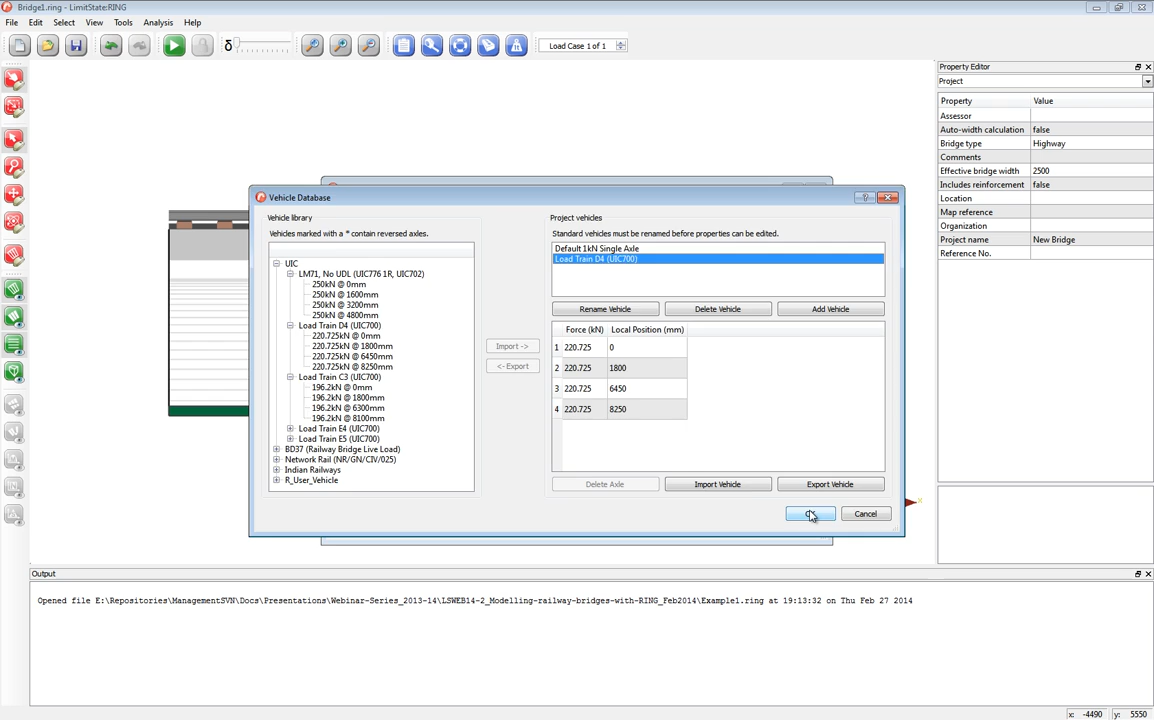 Bridge1.ring - LimitState:RING
File Edit Select View Tools Analysis Help
δ
Load Case 1 of 1
Property Editor
Project
Property Value
Assessor
Auto-width calculation false
Bridge type Highway
Comments
Effective bridge width 2500
Includes reinforcement false
Location
Map reference
Organization
Project name New Bridge
Reference No.
Vehicle Database
Vehicle library
Vehicles marked with a * contain reversed axles.
UIC
LM71, No UDL (UIC776 1R, UIC702)
250kN @ 0mm
250kN @ 1600mm
250kN @ 3200mm
250kN @ 4800mm
Load Train D4 (UIC700)
220.725kN @ 0mm
220.725kN @ 1800mm
220.725kN @ 6450mm
220.725kN @ 8250mm
Load Train C3 (UIC700)
196.2kN @ 0mm
196.2kN @ 1800mm
196.2kN @ 6300mm
196.2kN @ 8100mm
Load Train E4 (UIC700)
Load Train E5 (UIC700)
BD37 (Railway Bridge Live Load)
Network Rail (NR/GN/CIV/025)
Indian Railways
R_User_Vehicle
Import ->
<- Export
Project vehicles
Standard vehicles must be renamed before properties can be edited.
Default 1kN Single Axle
Load Train D4 (UIC700)
Rename Vehicle Delete Vehicle Add Vehicle
Force (kN) Local Position (mm)
1 220.725 0
2 220.725 1800
3 220.725 6450
4 220.725 8250
Delete Axle Import Vehicle Export Vehicle
Cancel
Output
Opened file E:\Repositories\ManagementSVN\Docs\Presentations\Webinar-Series_2013-14\LSWEB14-2_Modelling-railway-bridges-with-RING_Feb2014\Example1.ring at 19:13:32 on Thu Feb 27 2014
x: -4490 y: 5550